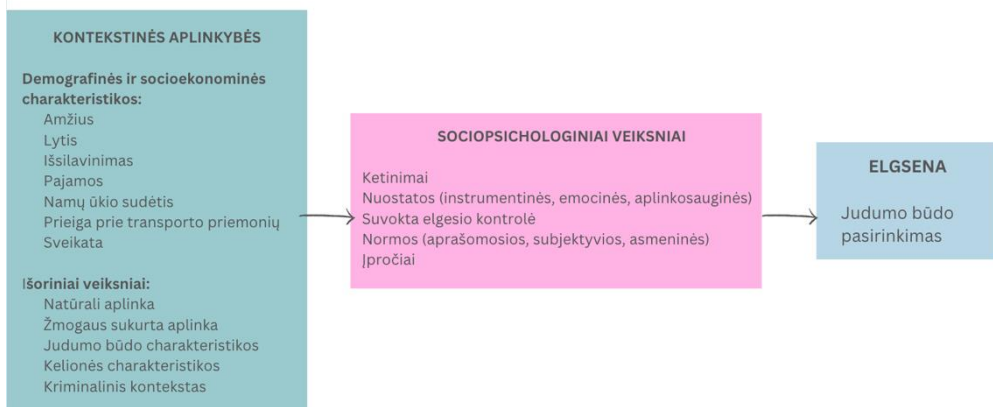 KONTEKSTINĖS APLINKYBĖS
Demografinės ir socioekonominės
charakteristikos:
Amžius
Lytis
Išsilavinimas
Pajamos
Namų ūkio sudėtis
Prieiga prie transporto priemonių
Sveikata
Išoriniai veiksniai:
Natūrali aplinka
Žmogaus sukurta aplinka
Judumo būdo charakteristikos
Kelionės charakteristikos
Kriminalinis kontekstas
SOCIOPSICHOLOGINIAI VEIKSNIAI
Ketinimai
Nuostatos (instrumentinės, emocinės, aplinkosauginės)
Suvokta elgesio kontrolė
Normos (aprašomosios, subjektyvios, asmeninės)
Įpročiai
ELGSENA
Judumo būdo
pasirinkimas